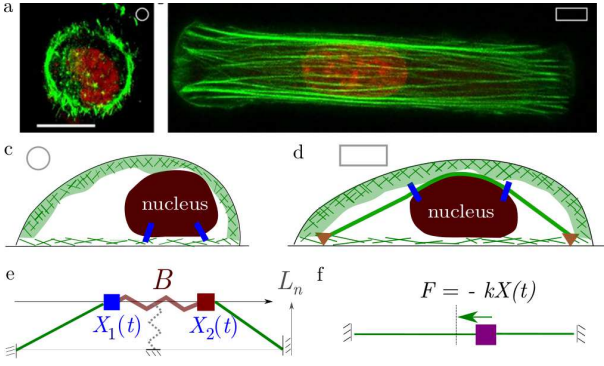 a
c
d
nucleus
nucleus
e
B
L_n
f
F = - kX(t)
X_1(t)
X_2(t)